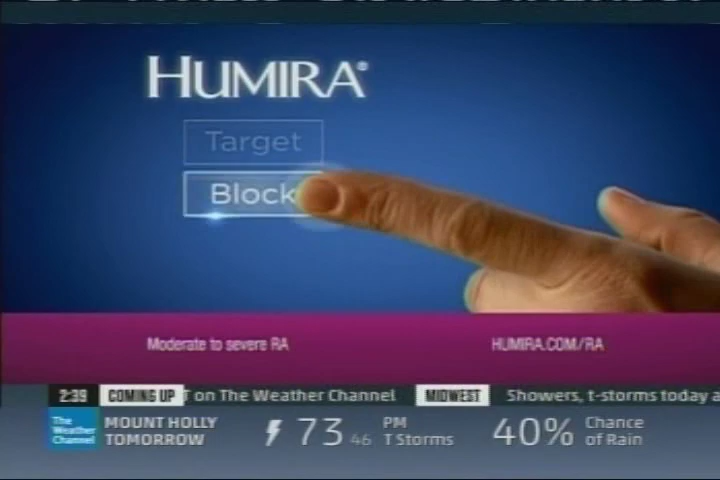 HUMIRA®
Target
Block
Moderate to severe RA
HUMIRA.COM/RA
2:39
COMING UP
T on The Weather Channel
MIDWEST
Showers, t-storms today a
The
Weather
Channel
MOUNT HOLLY
TOMORROW
73
46
PM
T Storms
40%
Chance
of Rain